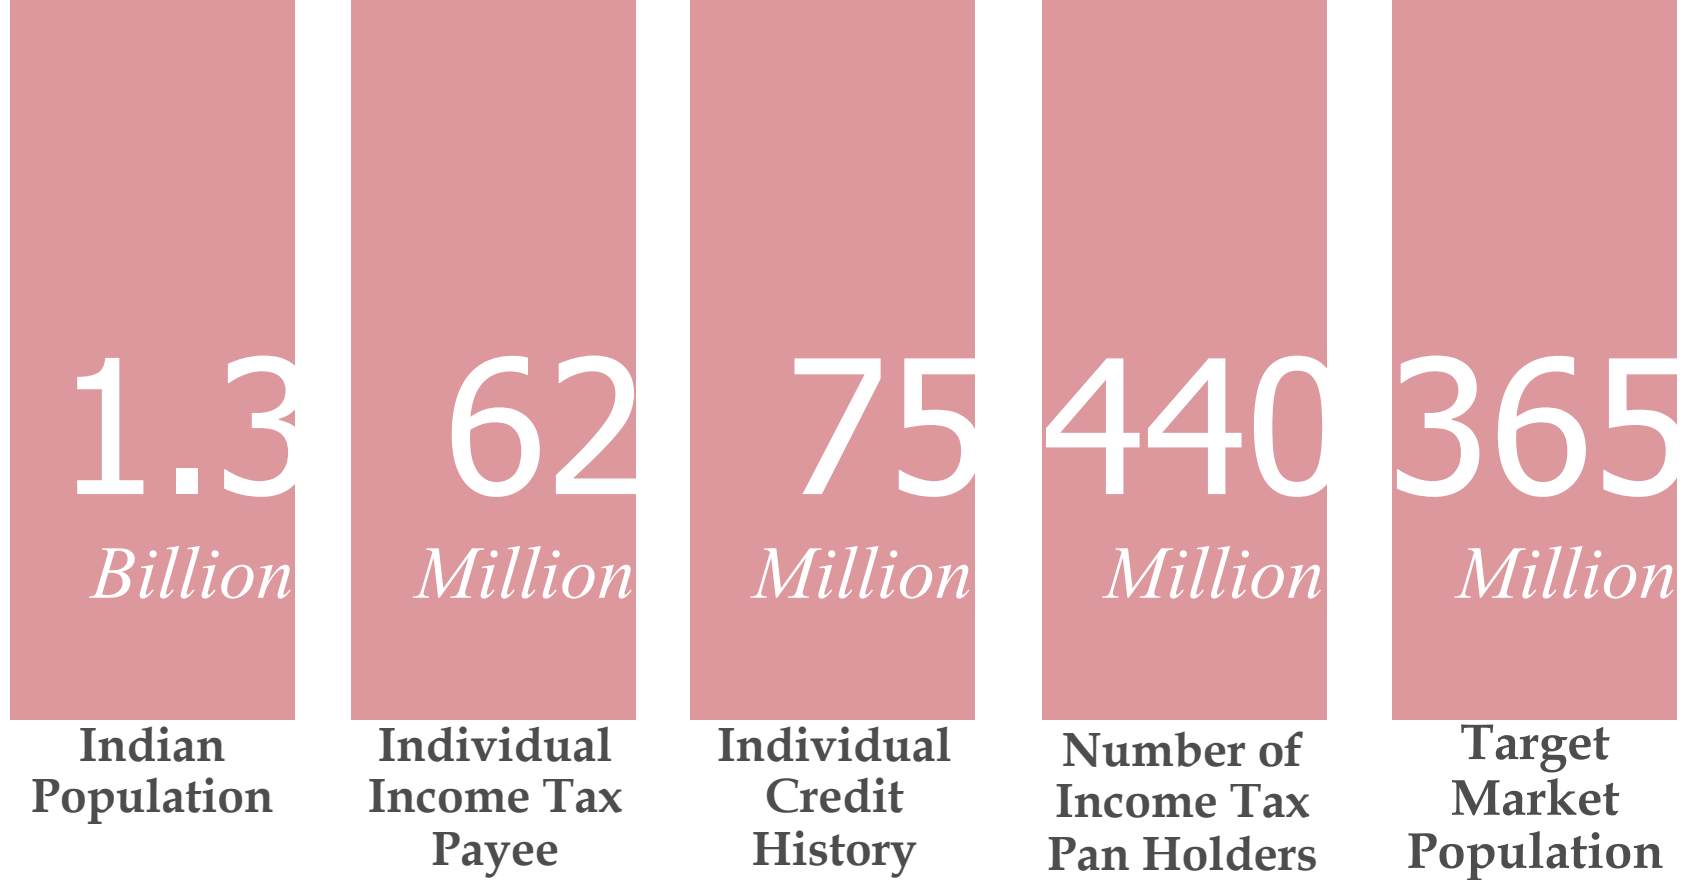 1.3
Billion
Indian
Population
62
Million
Individual
Income Tax
Payee
75
Million
Individual
Credit
History
440
Million
Number of
Income Tax
Pan Holders
365
Million
Target
Market
Population